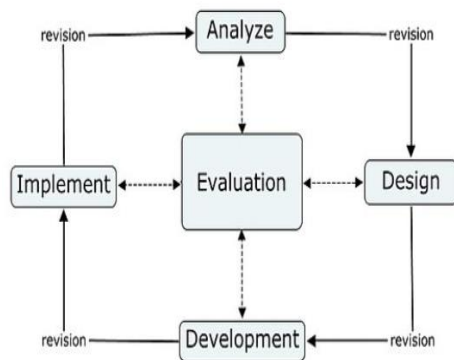 Analyze
revision
revision
Implement
Evaluation
Design
revision
Development
revision